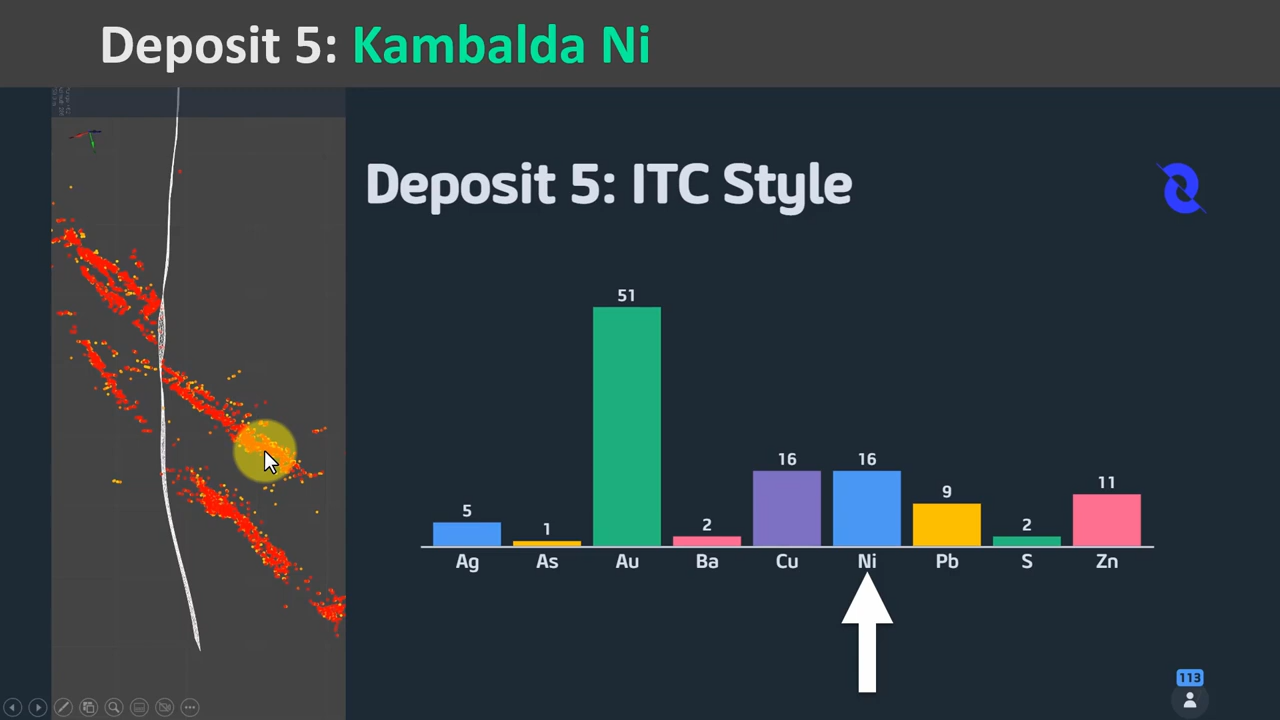 Deposit 5: Kambalda Ni
Deposit 5: ITC Style
51
16
16
11
9
5
2
2
1
Ag
As
Au
Ba
Cu
Ni
Pb
S
Zn
113